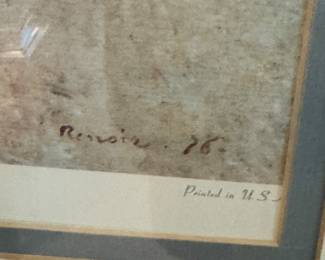 Renoir. 76.
Printed in U.S.